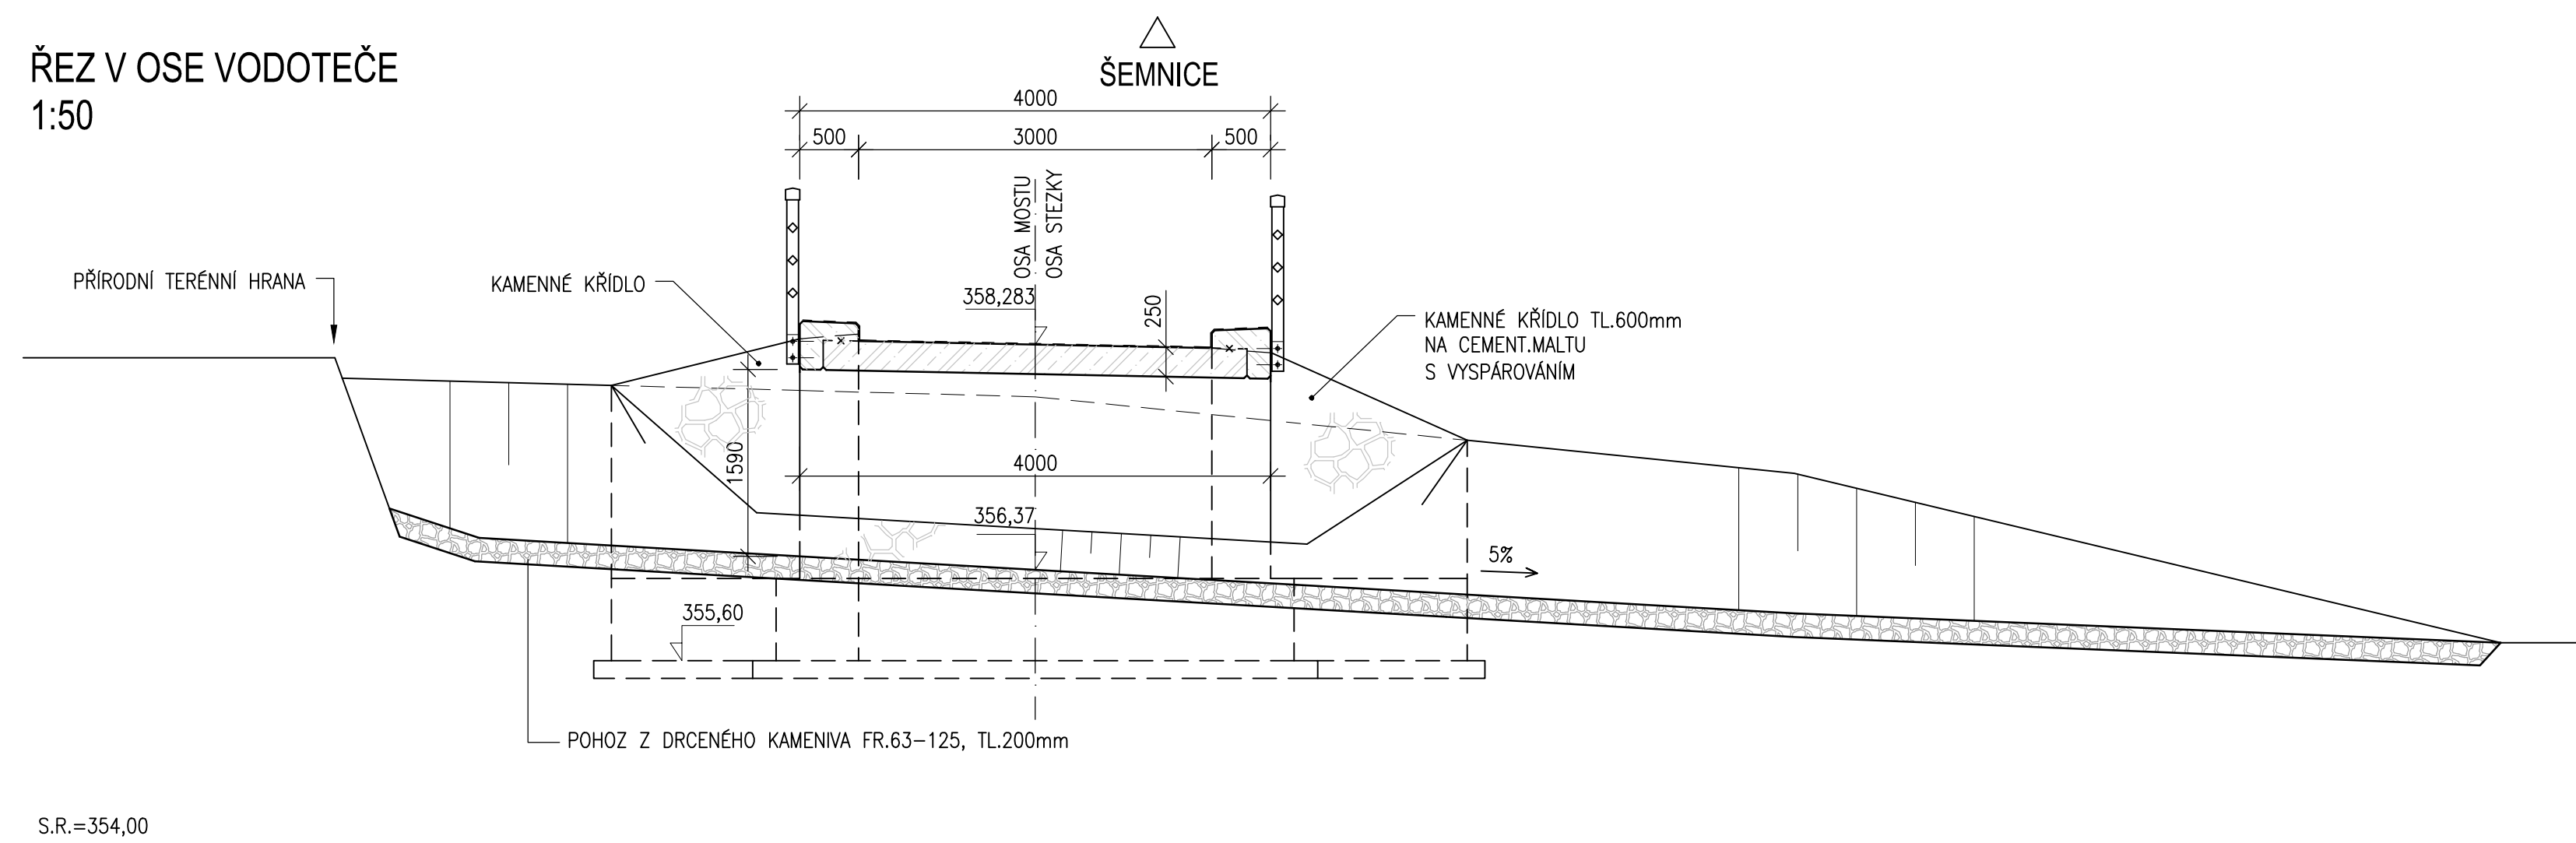 ŘEZ V OSE VODOTEČE
1:50
ŠEMNICE
4000
500
3000
500
OSA MOSTU
OSA STEZKY
PŘÍRODNÍ TERÉNNÍ HRANA
KAMENNÉ KŘÍDLO
358,283
250
KAMENNÉ KŘÍDLO TL.600mm
NA CEMENT.MALTU
S VYSPÁROVÁNÍM
1590
4000
356,37
5%
355,60
POHOZ Z DRCENÉHO KAMENIVA FR.63-125, TL.200mm
S.R.=354,00